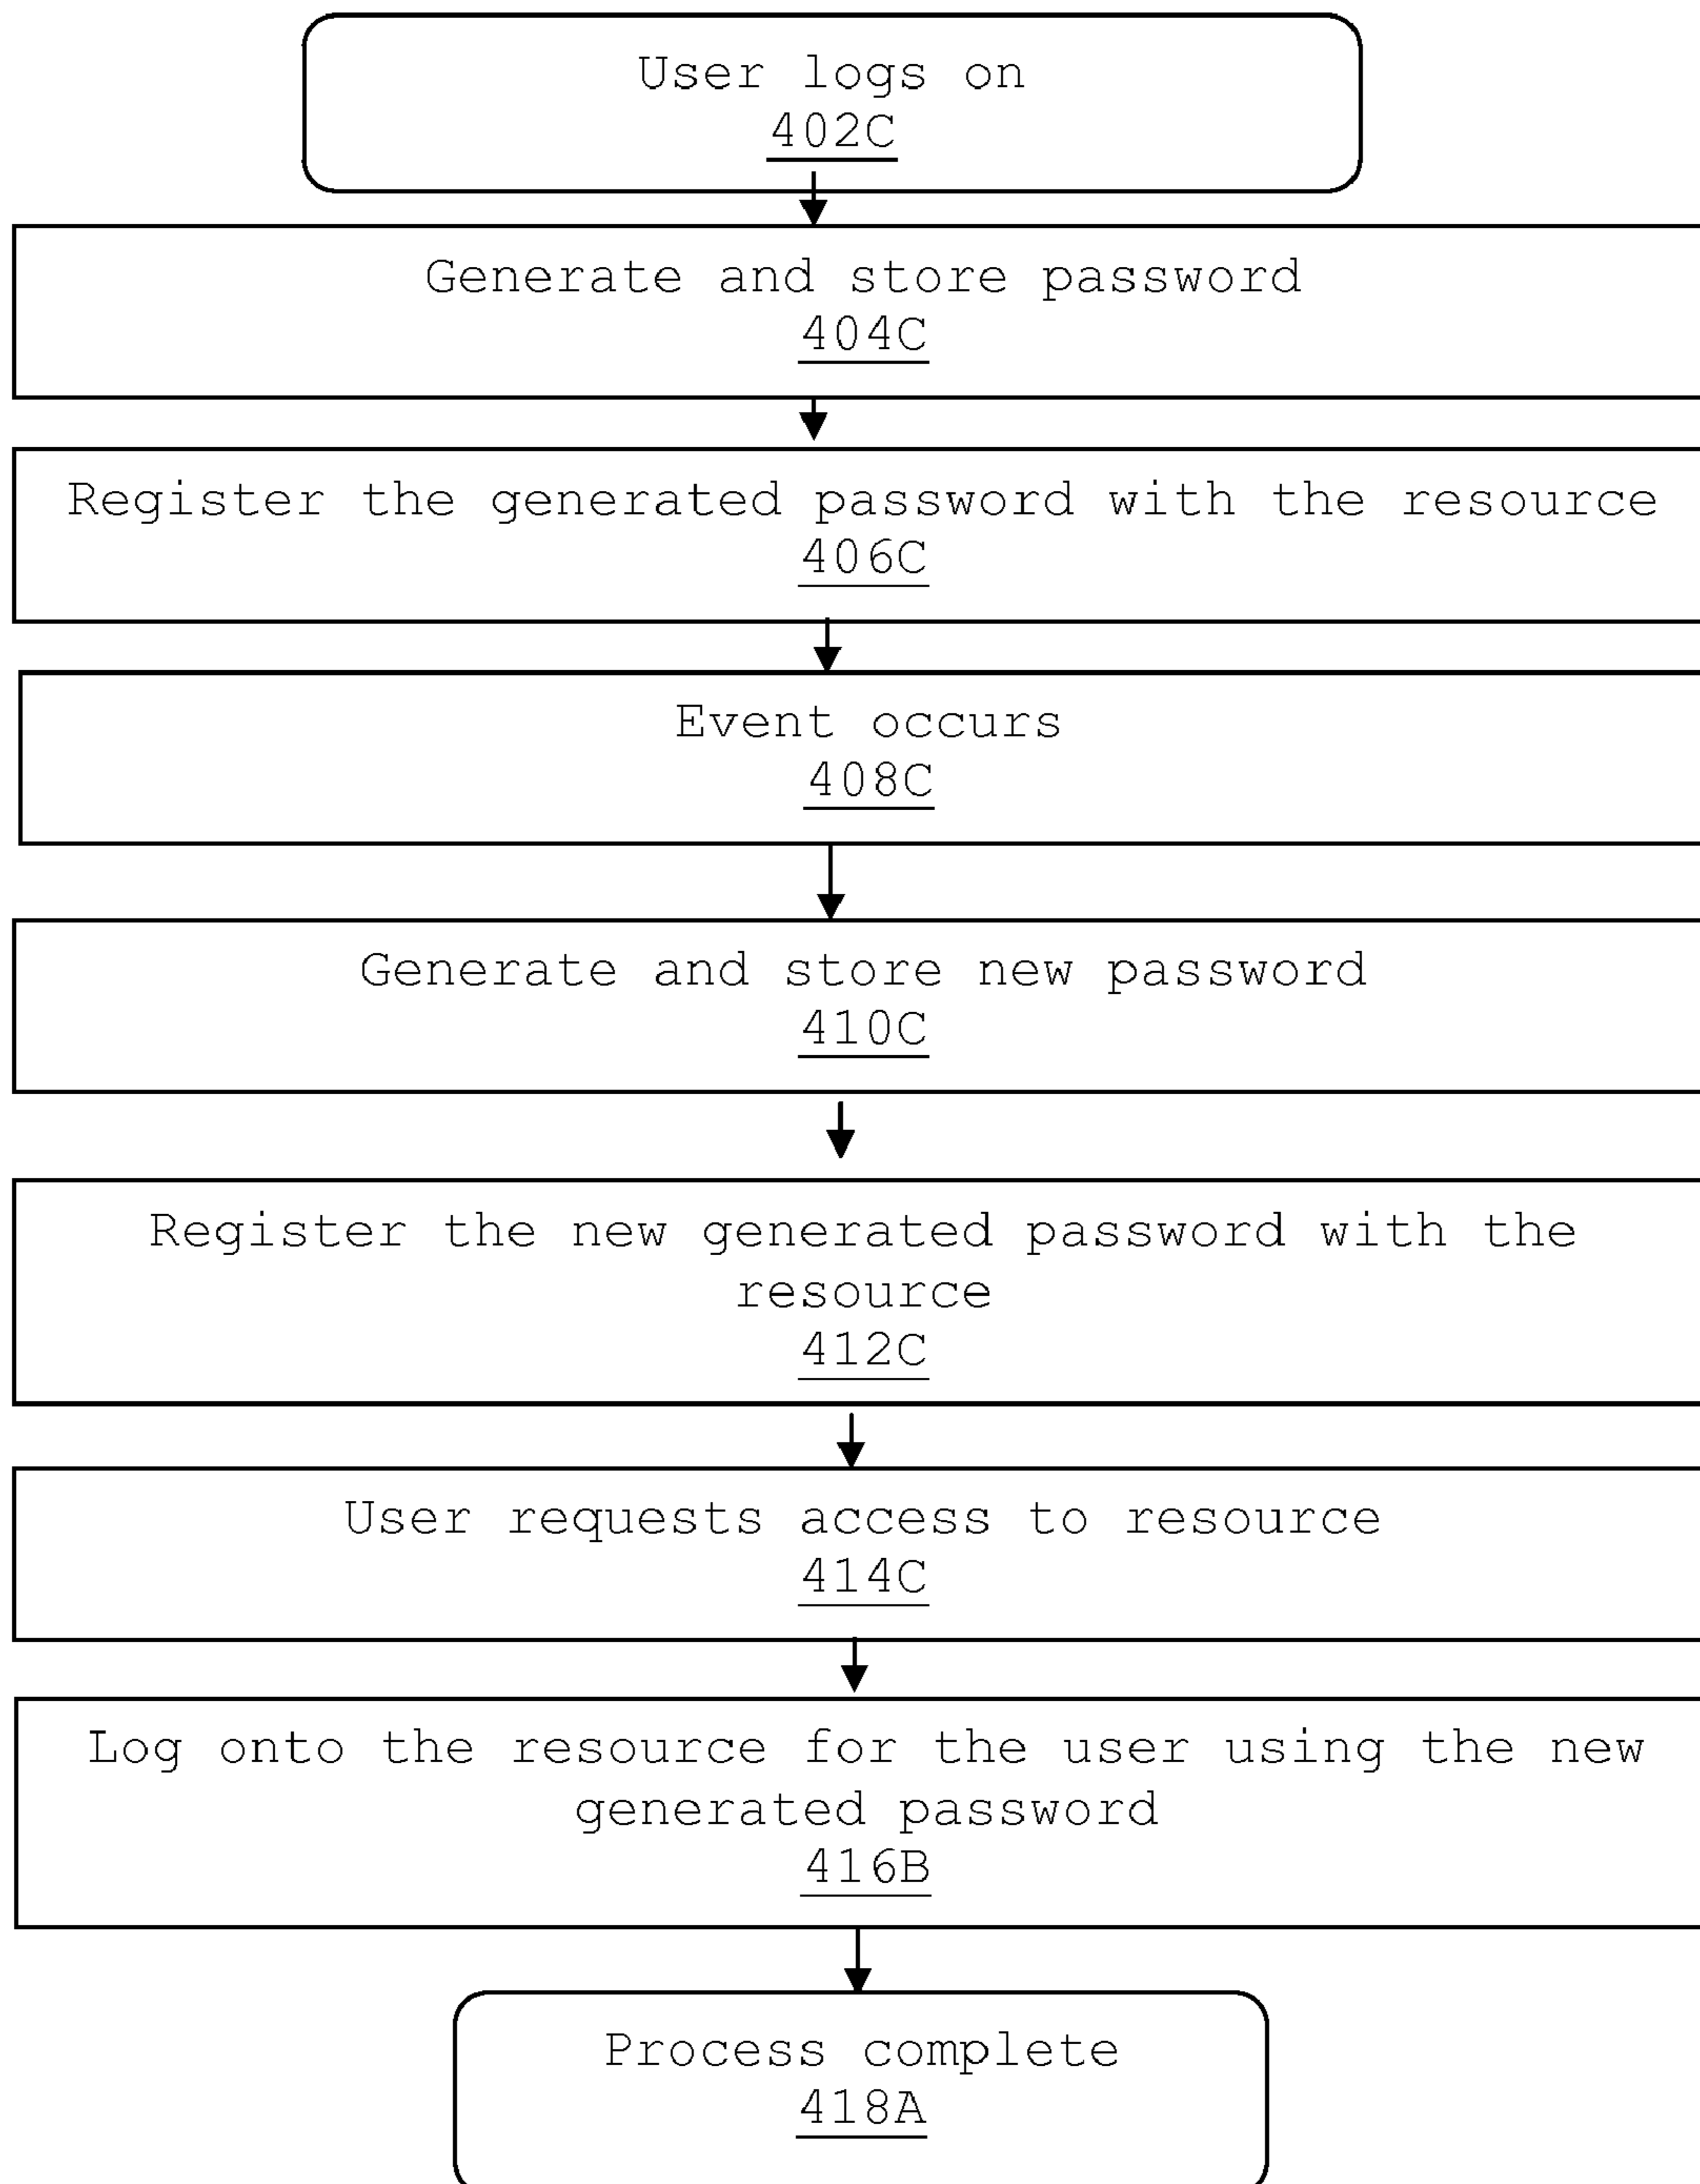 User logs on
402C
Generate and store password
404C
Register the generated password with the resource
406C
Event occurs
408C
Generate and store new password
410C
Register the new generated password with the
resource
412C
User requests access to resource
414C
Log onto the resource for the user using the new
generated password
416B
Process complete
418A